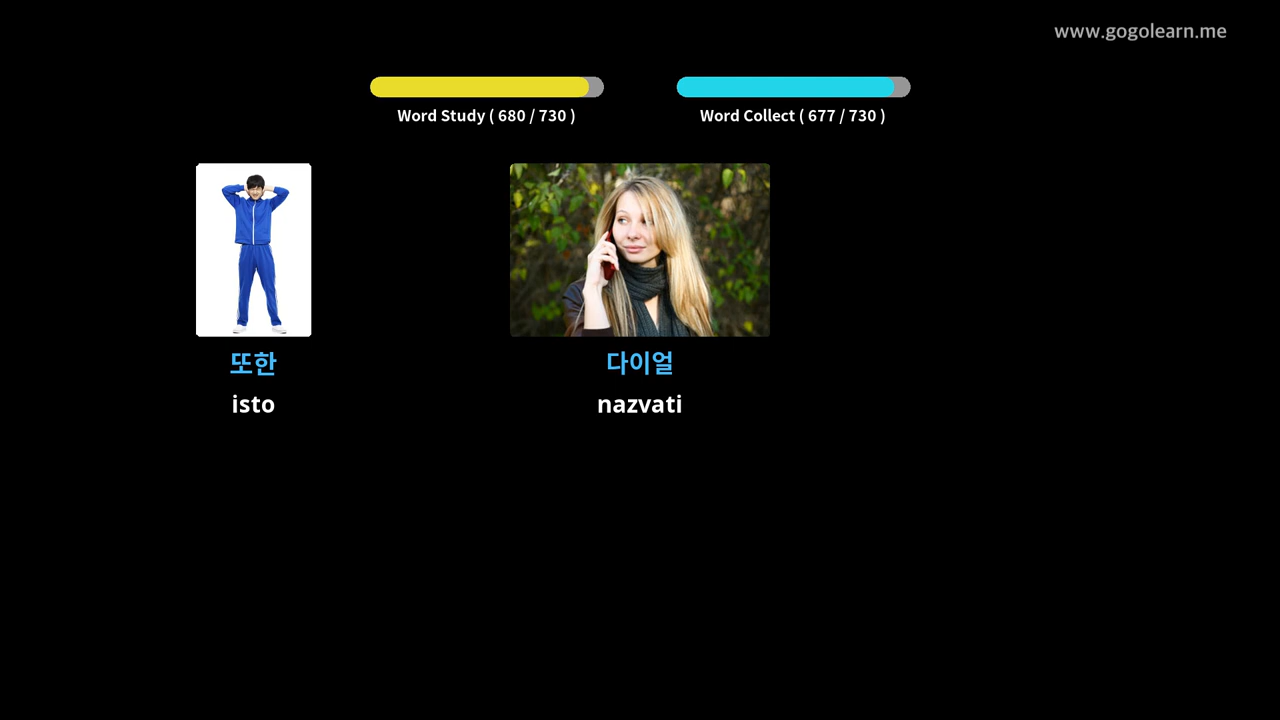 www.gogolearn.me
Word Study ( 680 / 730 )
Word Collect ( 677 / 730 )
또한
다이얼
isto
nazvati